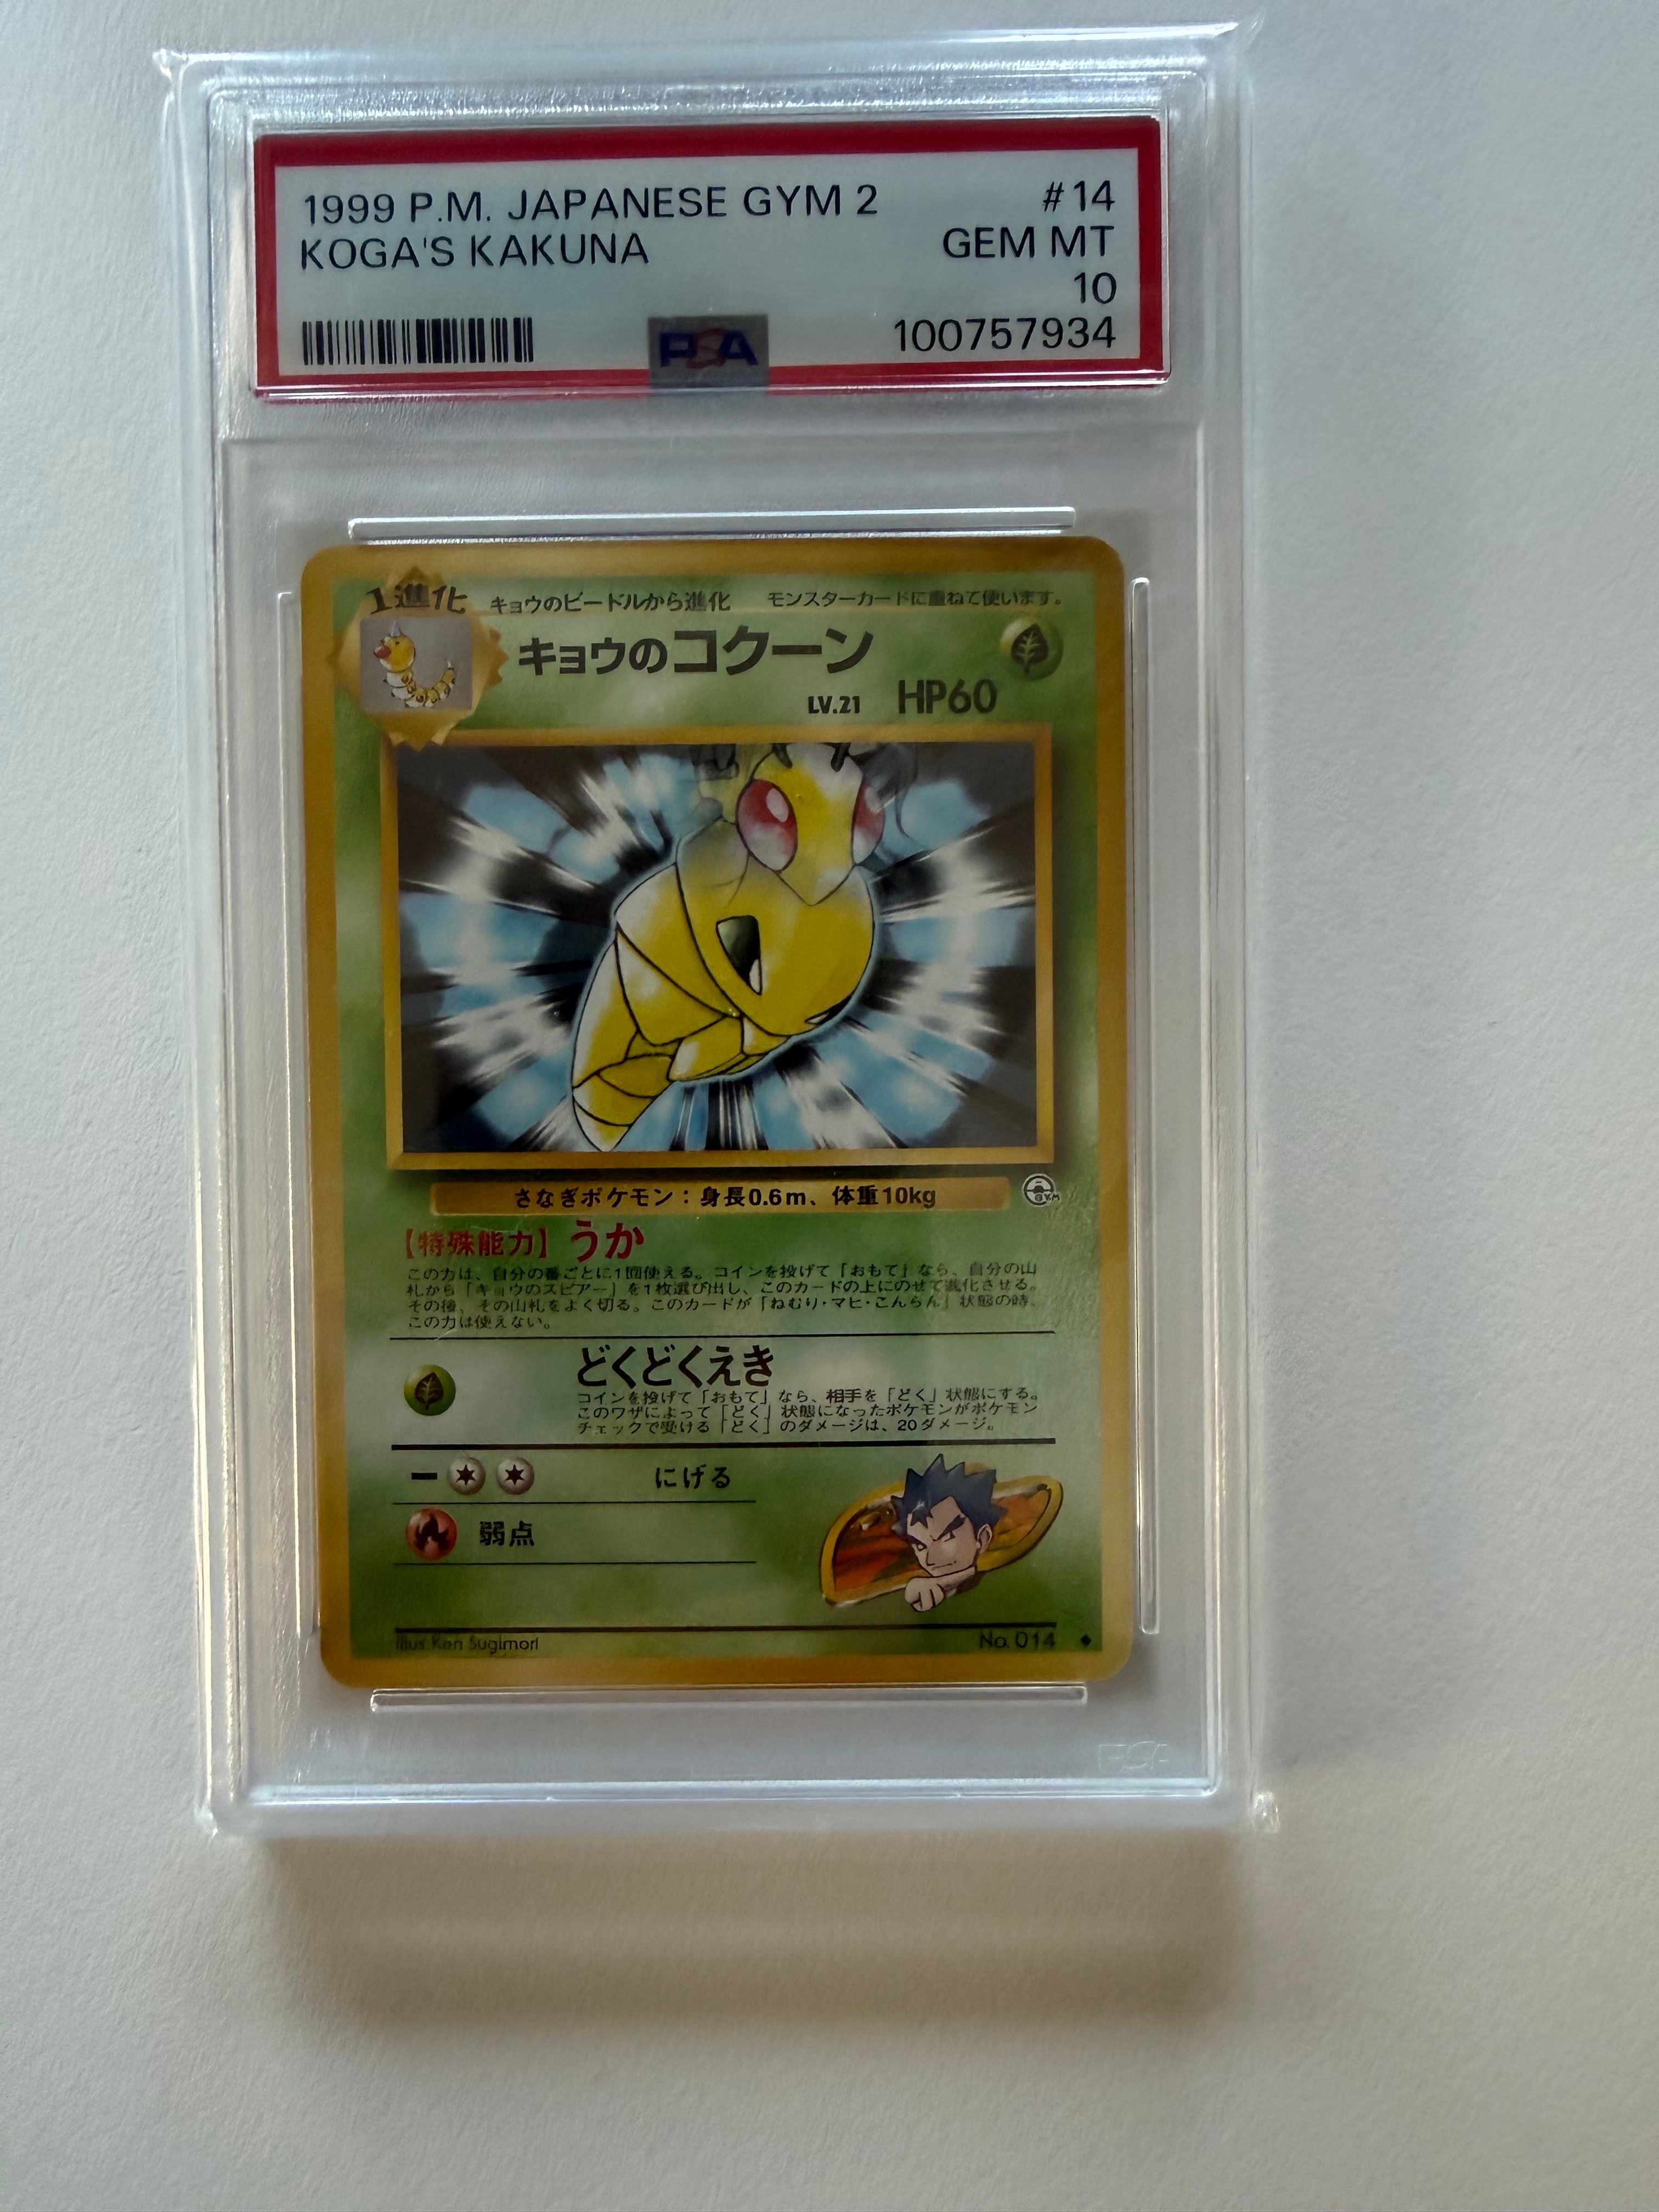 1999 P.M. JAPANESE GYM 2 #14
KOGA'S KAKUNA GEM MT
10
PSA 100757934
1進化 キョウのビードルから進化 モンスターカードに重ねて使います。
キョウのコクーン
LV.21 HP60
さなぎポケモン：身長0.6m、体重10kg
GYM
【特殊能力】うか
この力は、自分の番ごとに1回使える。コインを投げて「おもて」なら、自分の山
札から「キョウのスピアー」を1枚選び出し、このカードの上にのせて進化させる。
その後、その山札をよく切る。このカードが「ねむり・マヒ・こんらん」状態の時、
この力は使えない。
どくどくえき
コインを投げて「おもて」なら、相手を「どく」状態にする。
このワザによって「どく」状態になったポケモンがポケモン
チェックで受ける「どく」のダメージは、20ダメージ。
ー にげる
弱点
Illus. Ken Sugimori No. 014 ◆
PSA